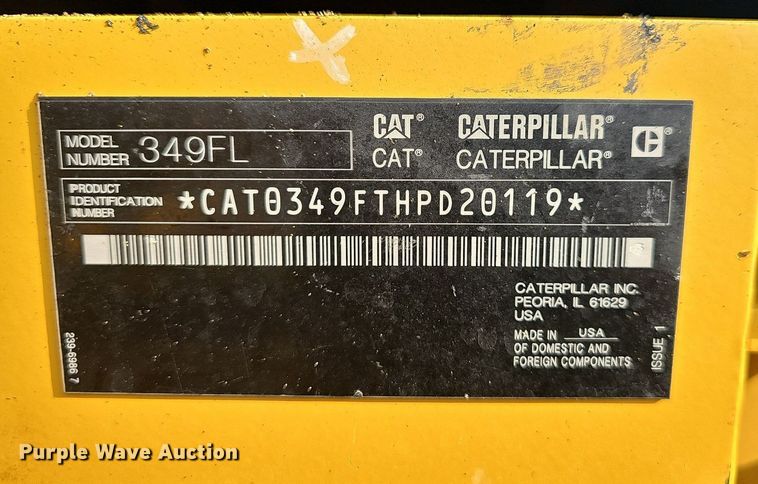 MODEL
NUMBER 349FL
CAT® CATERPILLAR®
CAT® CATERPILLAR®
PRODUCT
IDENTIFICATION
NUMBER
*CAT0349FTHPD20119*
CATERPILLAR INC.
PEORIA, IL 61629
USA
MADE IN USA
OF DOMESTIC AND
FOREIGN COMPONENTS
ISSUE 1
239-6986 7
Purple Wave Auction